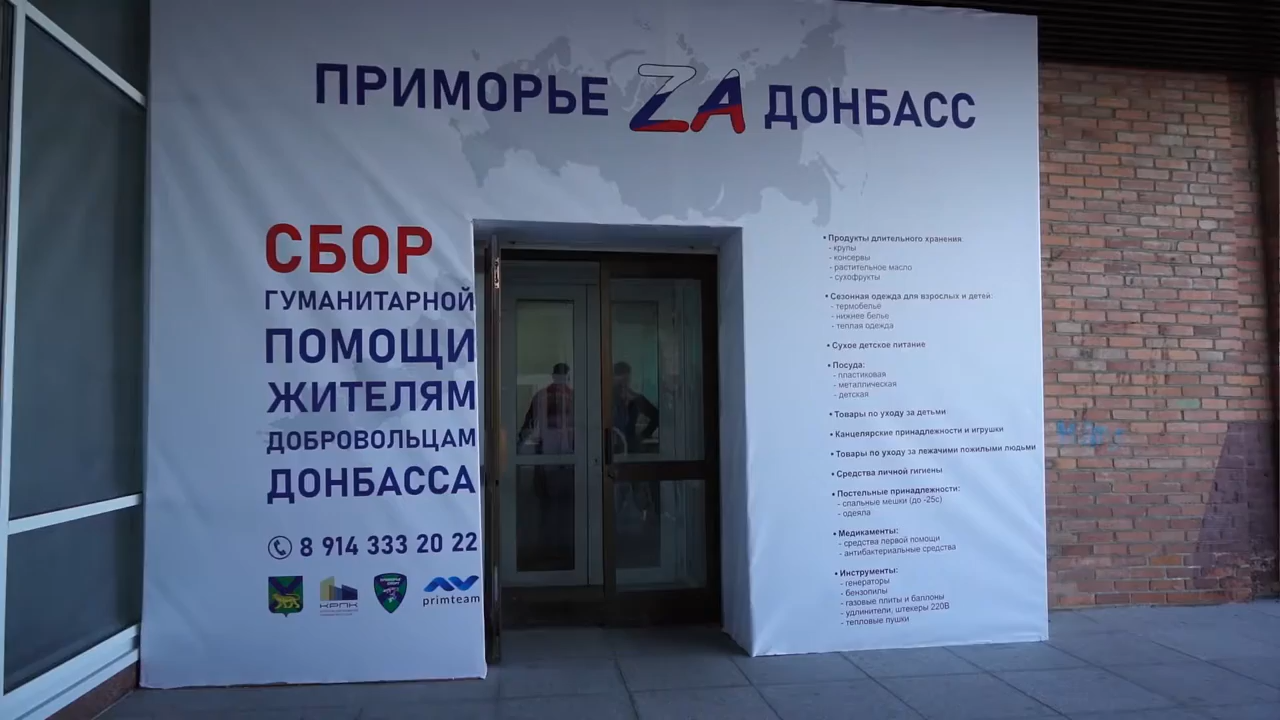 ПРИМОРЬЕ ZA ДОНБАСС
СБОР
ГУМАНИТАРНОЙ
ПОМОЩИ
ЖИТЕЛЯМ
ДОБРОВОЛЬЦАМ
ДОНБАССА
8 914 333 20 22
КРПК
primteam
• Продукты длительного хранения
- крупы
- консервы
- растительное масло
- сухофрукты
• Сезонная одежда для взрослых и детей:
- термобельё
- нижнее белье
- теплая одежда
• Сухое детское питание
• Посуда:
- пластиковая
- металлическая
- детская
• Товары по уходу за детьми
• Канцелярские принадлежности и игрушки
• Товары по уходу за лежачими пожилыми людьми
• Средства личной гигиены
• Постельные принадлежности:
- спальные мешки (до -25с)
- одеяла
• Медикаменты:
- средства первой помощи
- антибактериальные средства
• Инструменты:
- генераторы
- бензопилы
- газовые плиты и баллоны
- удлинители, штекеры 220В
- тепловые пушки